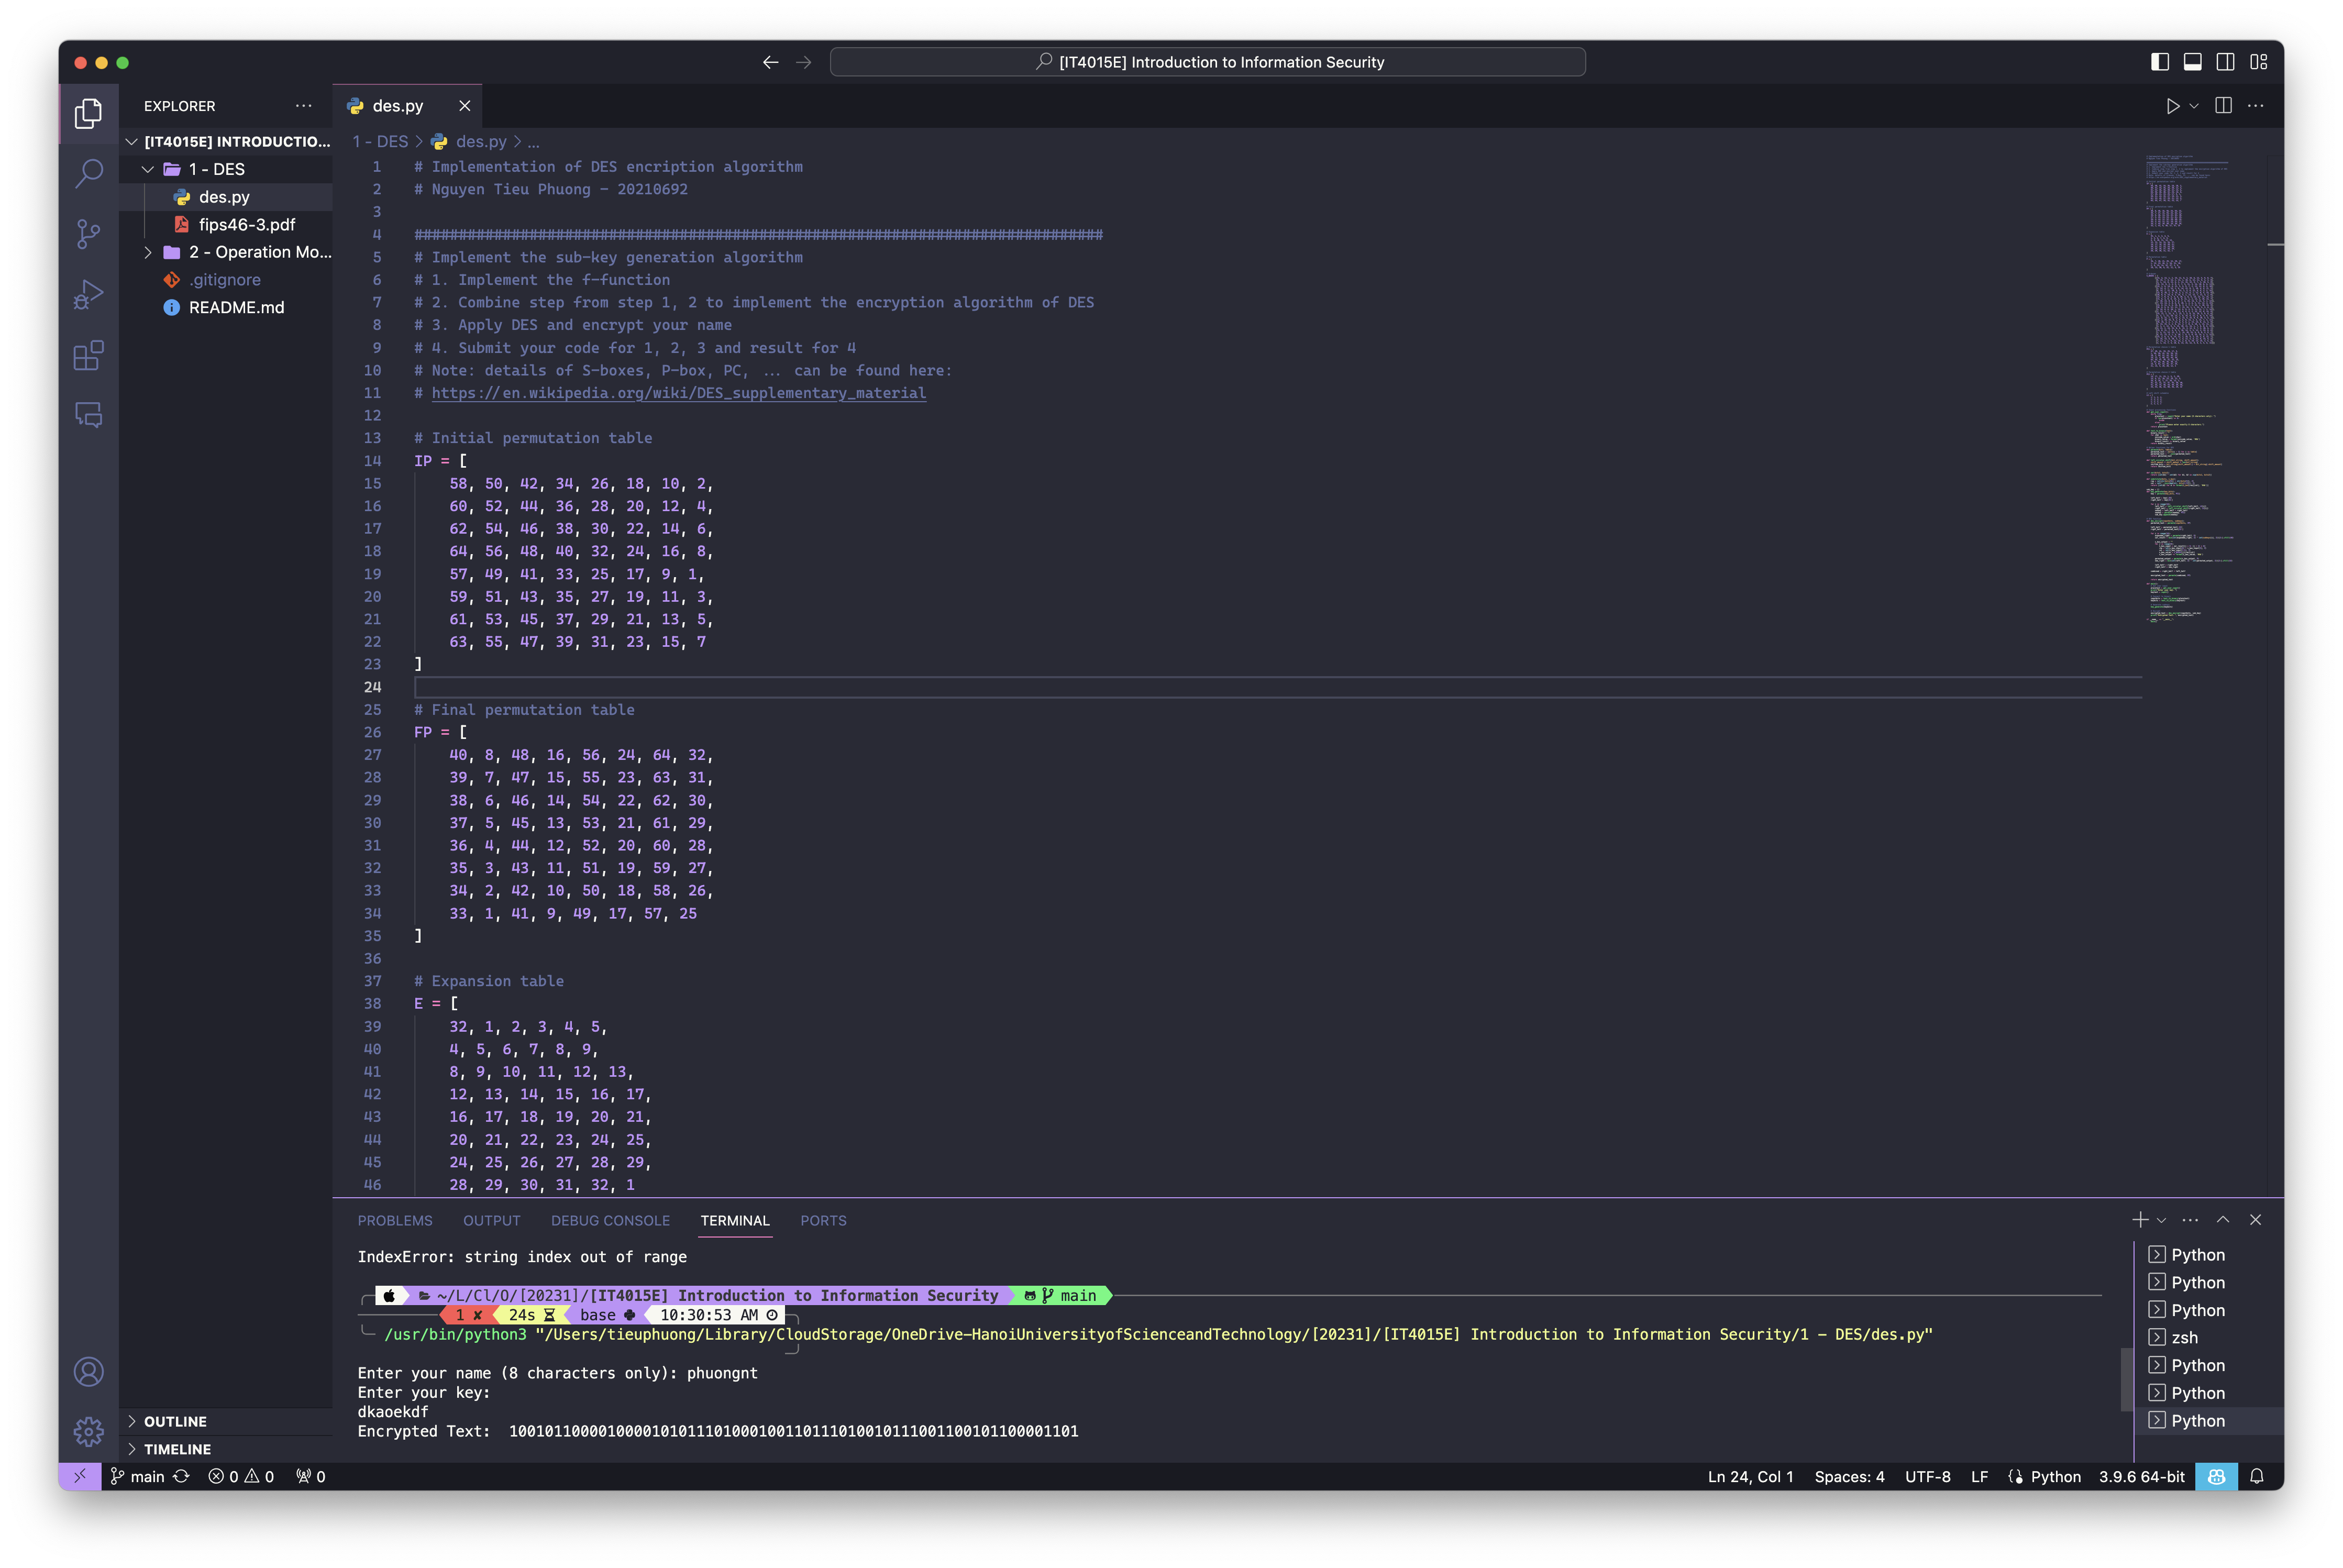 [IT4015E] Introduction to Information Security
EXPLORER
[IT4015E] INTRODUCTIO...
1 - DES
des.py
fips46-3.pdf
2 - Operation Mo...
.gitignore
README.md
OUTLINE
TIMELINE
des.py
1 - DES > des.py > ...
1 # Implementation of DES encription algorithm
2 # Nguyen Tieu Phuong - 20210692
3
4 ##############################################################################
5 # Implement the sub-key generation algorithm
6 # 1. Implement the f-function
7 # 2. Combine step from step 1, 2 to implement the encryption algorithm of DES
8 # 3. Apply DES and encrypt your name
9 # 4. Submit your code for 1, 2, 3 and result for 4
10 # Note: details of S-boxes, P-box, PC, ... can be found here:
11 # https://en.wikipedia.org/wiki/DES_supplementary_material
12
13 # Initial permutation table
14 IP = [
15 58, 50, 42, 34, 26, 18, 10, 2,
16 60, 52, 44, 36, 28, 20, 12, 4,
17 62, 54, 46, 38, 30, 22, 14, 6,
18 64, 56, 48, 40, 32, 24, 16, 8,
19 57, 49, 41, 33, 25, 17, 9, 1,
20 59, 51, 43, 35, 27, 19, 11, 3,
21 61, 53, 45, 37, 29, 21, 13, 5,
22 63, 55, 47, 39, 31, 23, 15, 7
23 ]
24
25 # Final permutation table
26 FP = [
27 40, 8, 48, 16, 56, 24, 64, 32,
28 39, 7, 47, 15, 55, 23, 63, 31,
29 38, 6, 46, 14, 54, 22, 62, 30,
30 37, 5, 45, 13, 53, 21, 61, 29,
31 36, 4, 44, 12, 52, 20, 60, 28,
32 35, 3, 43, 11, 51, 19, 59, 27,
33 34, 2, 42, 10, 50, 18, 58, 26,
34 33, 1, 41, 9, 49, 17, 57, 25
35 ]
36
37 # Expansion table
38 E = [
39 32, 1, 2, 3, 4, 5,
40 4, 5, 6, 7, 8, 9,
41 8, 9, 10, 11, 12, 13,
42 12, 13, 14, 15, 16, 17,
43 16, 17, 18, 19, 20, 21,
44 20, 21, 22, 23, 24, 25,
45 24, 25, 26, 27, 28, 29,
46 28, 29, 30, 31, 32, 1
PROBLEMS OUTPUT DEBUG CONSOLE TERMINAL PORTS
IndexError: string index out of range
~/L/Cl/O/[20231]/[IT4015E] Introduction to Information Security main
1 ✘ 24s base 10:30:53 AM
/usr/bin/python3 "/Users/tieuphuong/Library/CloudStorage/OneDrive-HanoiUniversityofScienceandTechnology/[20231]/[IT4015E] Introduction to Information Security/1 - DES/des.py"
Enter your name (8 characters only): phuongnt
Enter your key:
dkaoekdf
Encrypted Text: 1001011000010000101011101000100110111010010111001100101100001101
Python
Python
Python
zsh
Python
Python
Python
main 0 0 0
Ln 24, Col 1 Spaces: 4 UTF-8 LF Python 3.9.6 64-bit